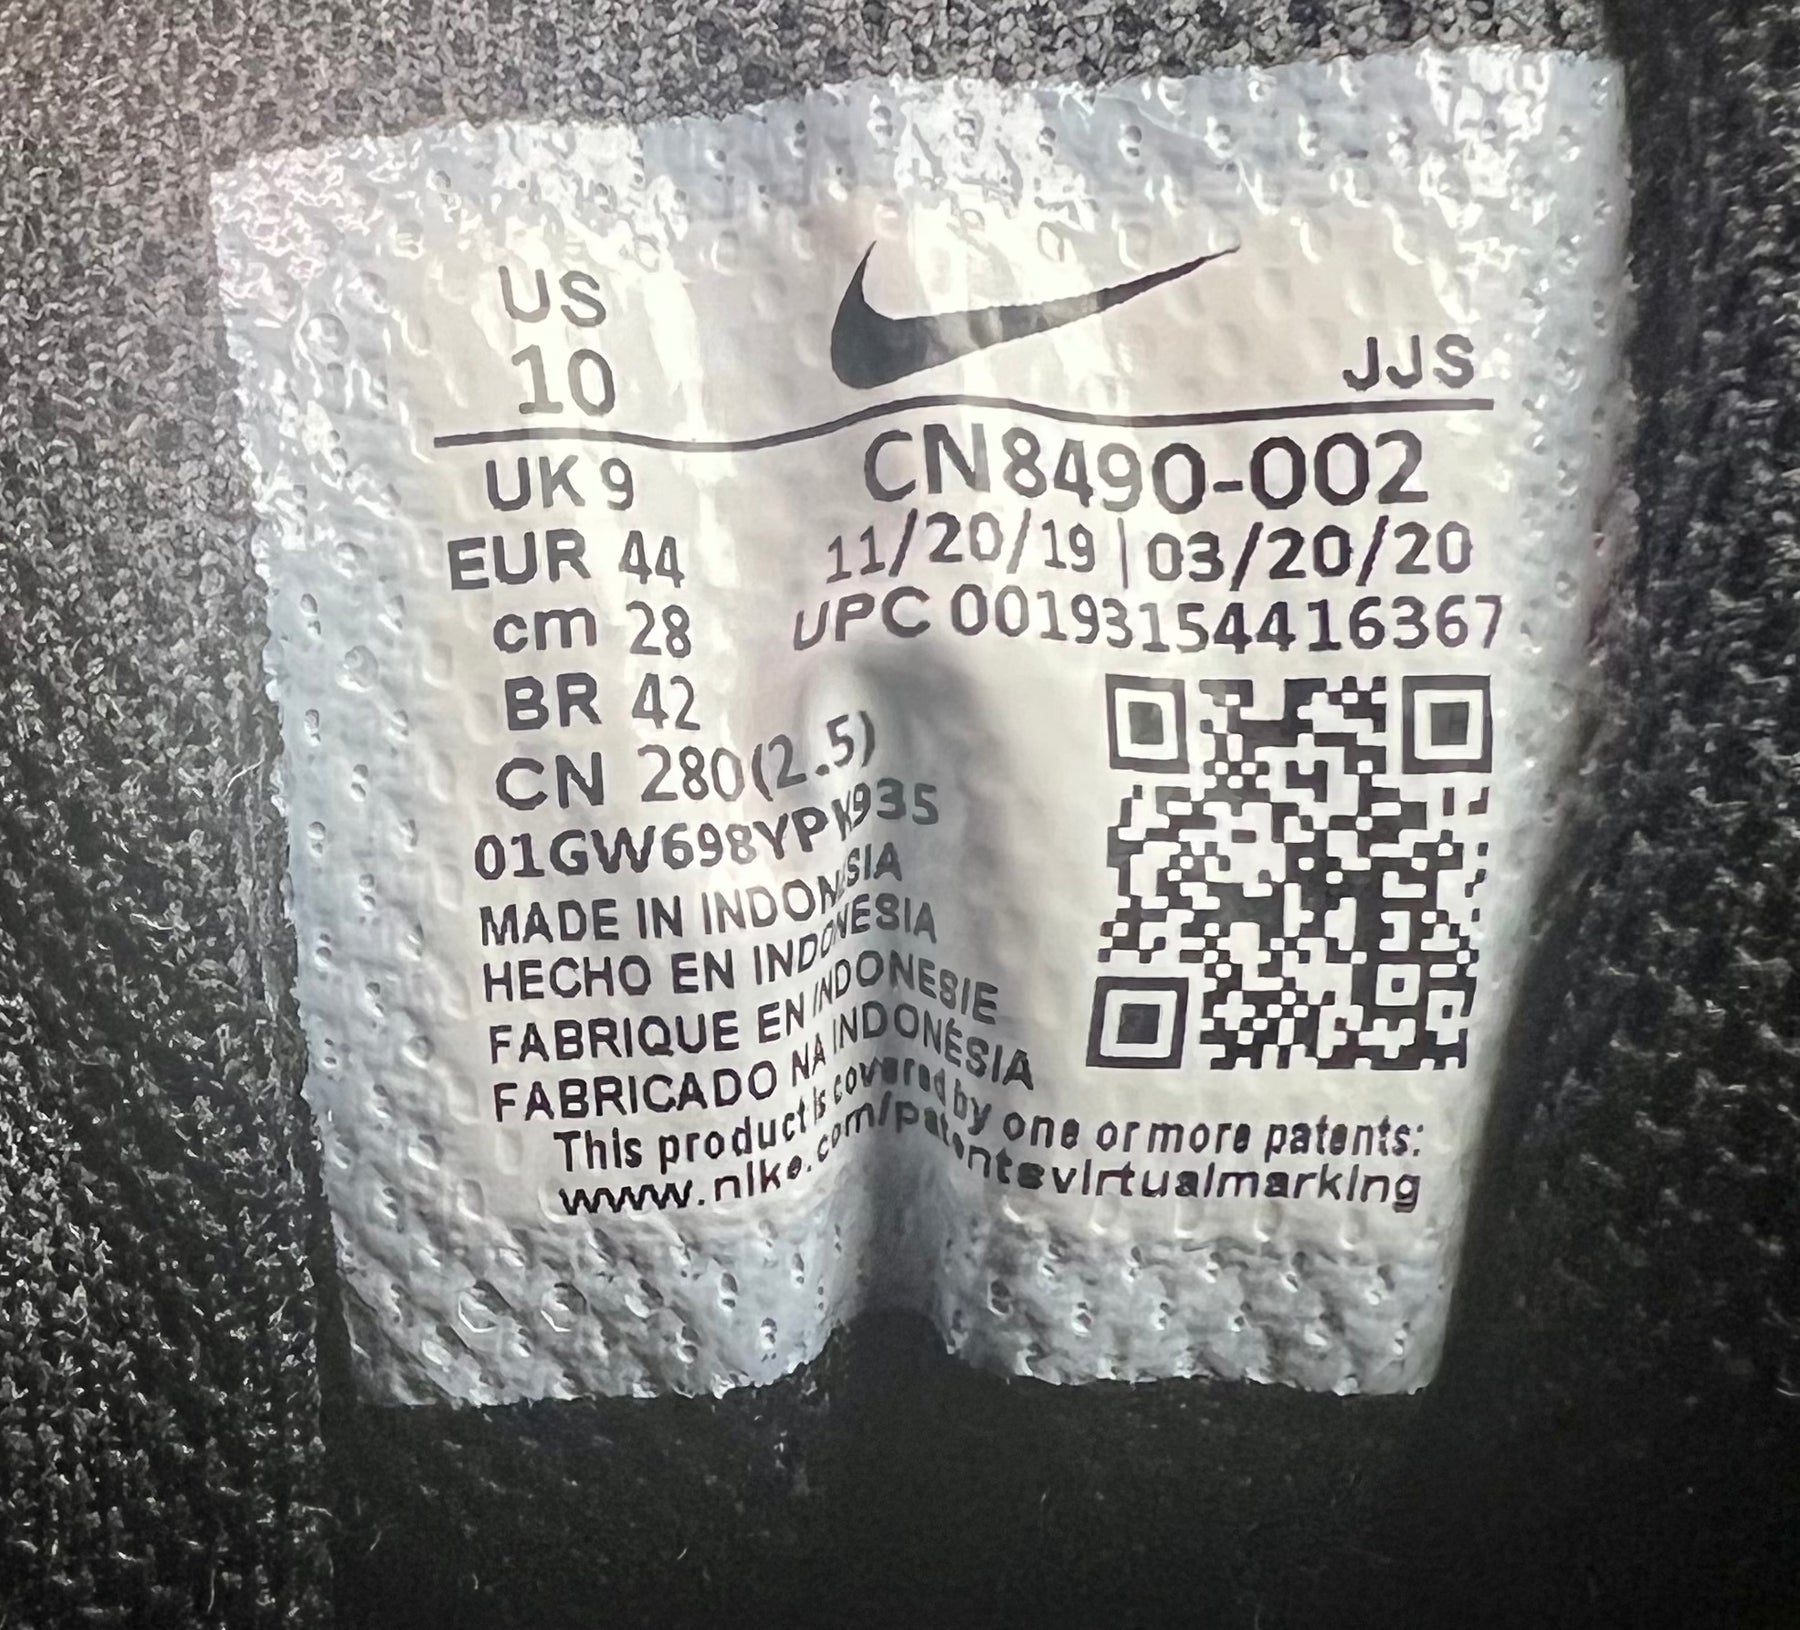 US
10
JJS
UK 9
CN8490-002
EUR 44
11/20/19 | 03/20/20
cm 28
UPC 00193154416367
BR 42
CN 280(2.5)
01GW698YPK935
MADE IN INDONESIA
HECHO EN INDONESIA
FABRIQUE EN INDONESIE
FABRICADO NA INDONÉSIA
This product is covered by one or more patents:
www.nike.com/patentsvirtualmarking